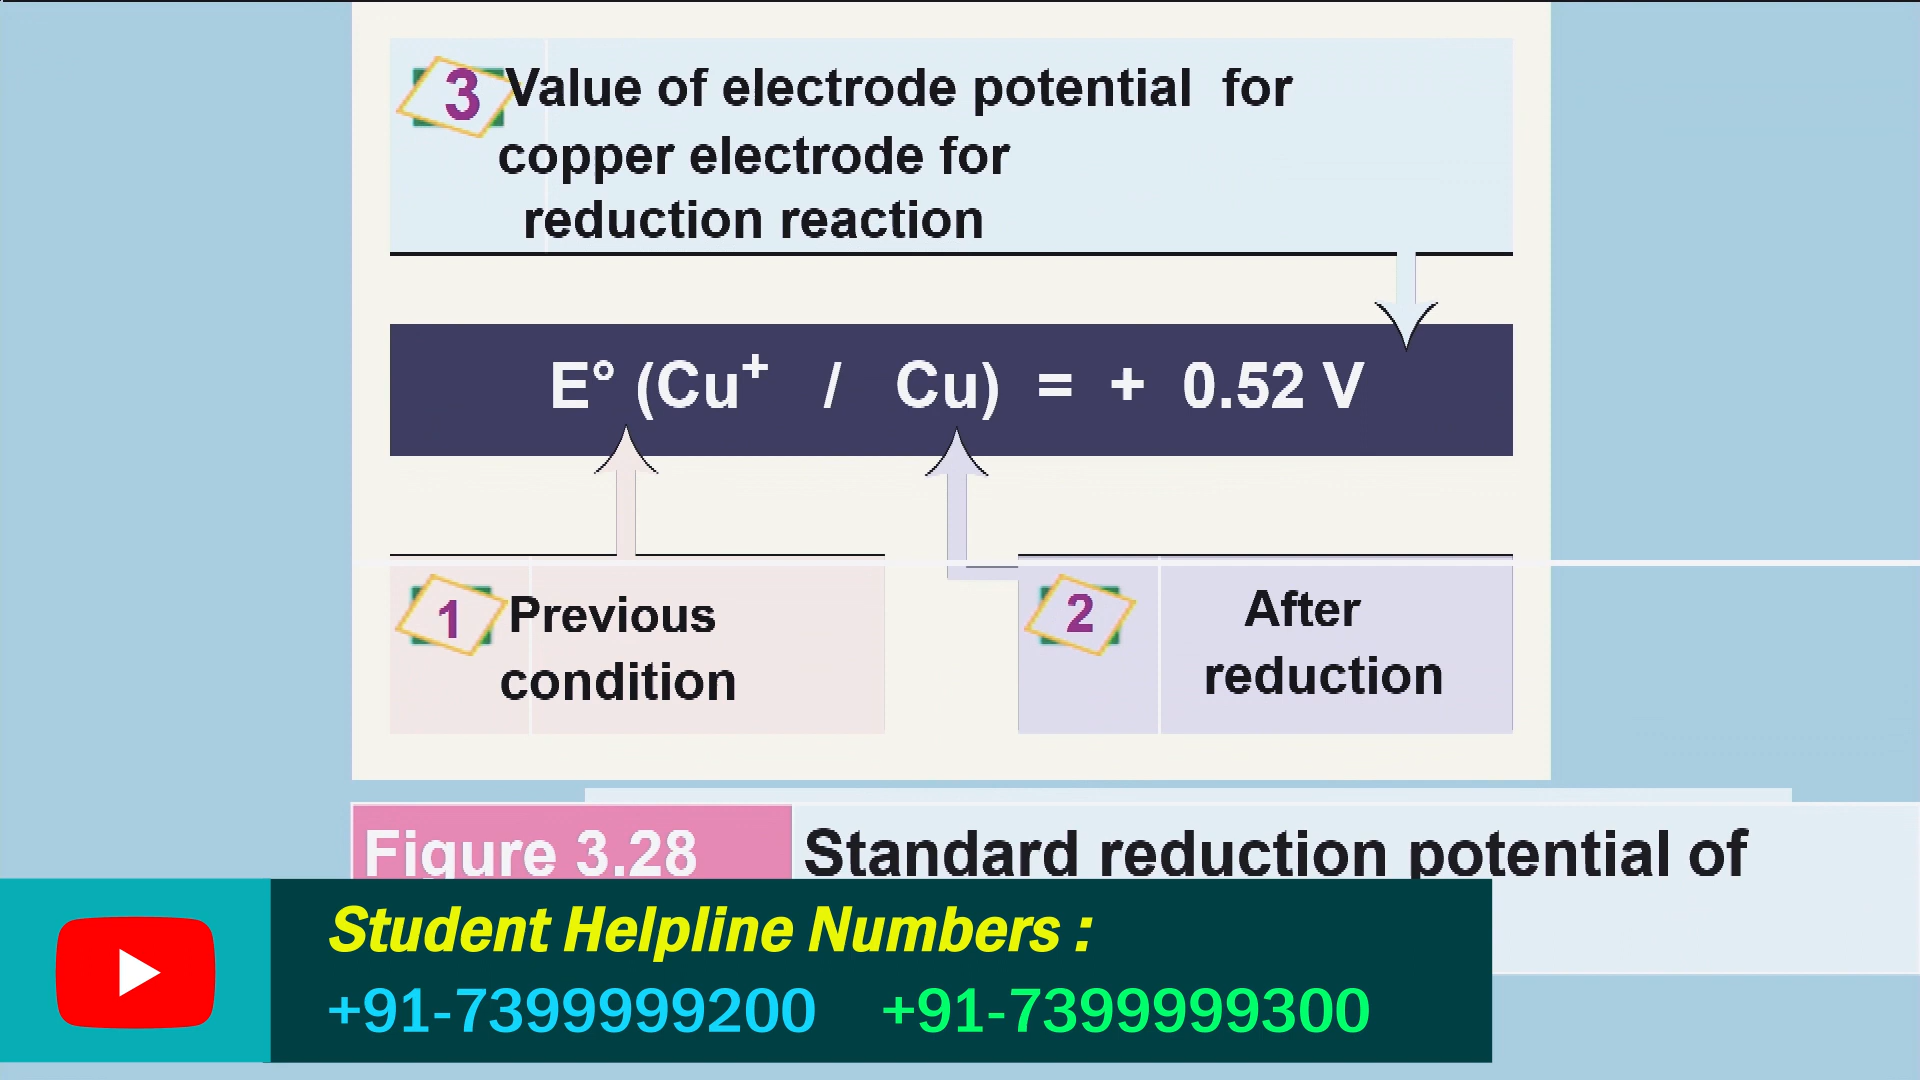 3 Value of electrode potential for
copper electrode for
reduction reaction
E° (Cu⁺ / Cu) = + 0.52 V
1 Previous
condition
2 After
reduction
Figure 3.28 Standard reduction potential of
Student Helpline Numbers :
+91-7399999200 +91-7399999300